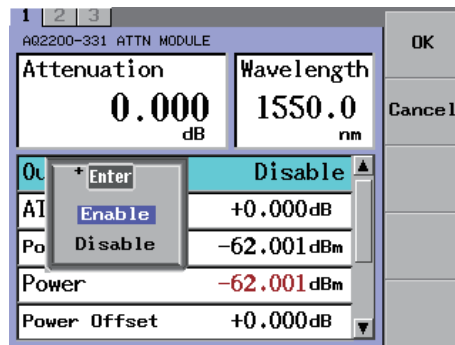 1 2 3
AQ2200-331 ATTN MODULE
OK
Attenuation
Wavelength
0.000
dB
1550.0
nm
Cancel
Disable
+ Enter
Enable
Disable
+0.000dB
-62.001dBm
Power
-62.001dBm
Power Offset
+0.000dB